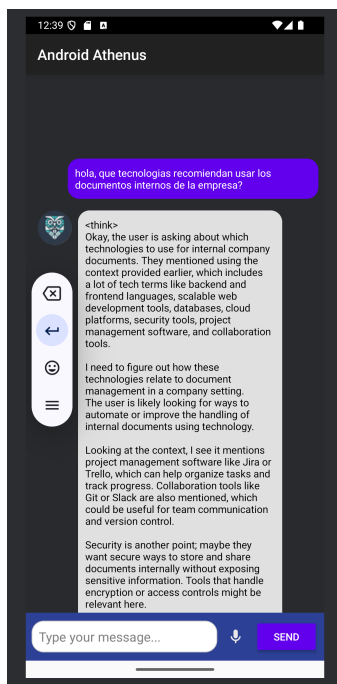 12:39
Android Athenus
hola, que tecnologias recomiendan usar los
documentos internos de la empresa?
<think>
Okay, the user is asking about which
technologies to use for internal company
documents. They mentioned using the
context provided earlier, which includes
a lot of tech terms like backend and
frontend languages, scalable web
development tools, databases, cloud
platforms, security tools, project
management software, and collaboration
tools.
I need to figure out how these
technologies relate to document
management in a company setting.
The user is likely looking for ways to
automate or improve the handling of
internal documents using technology.
Looking at the context, I see it mentions
project management software like Jira or
Trello, which can help organize tasks and
track progress. Collaboration tools like
Git or Slack are also mentioned, which
could be useful for team communication
and version control.
Security is another point; maybe they
want secure ways to store and share
documents internally without exposing
sensitive information. Tools that handle
encryption or access controls might be
relevant here.
Type your message...
SEND